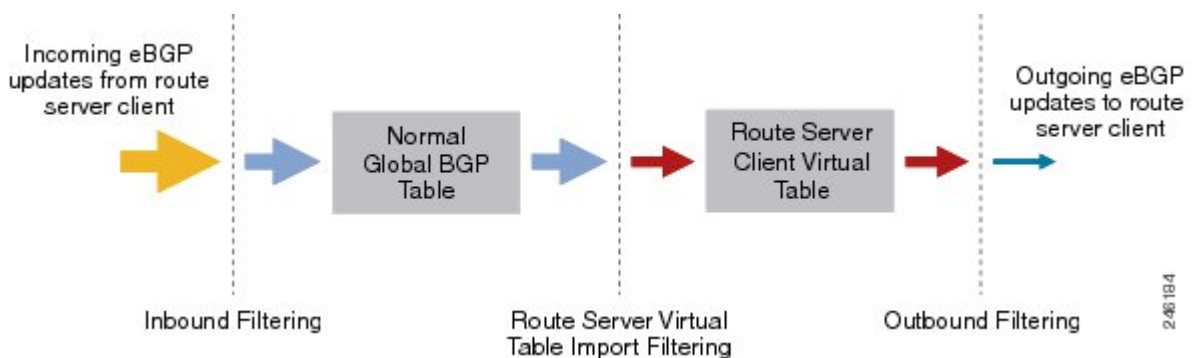 Incoming eBGP
updates from route
server client
Normal
Global BGP
Table
Route Server
Client Virtual
Table
Outgoing eBGP
updates to route
server client
Inbound Filtering
Route Server Virtual
Table Import Filtering
Outbound Filtering
246184